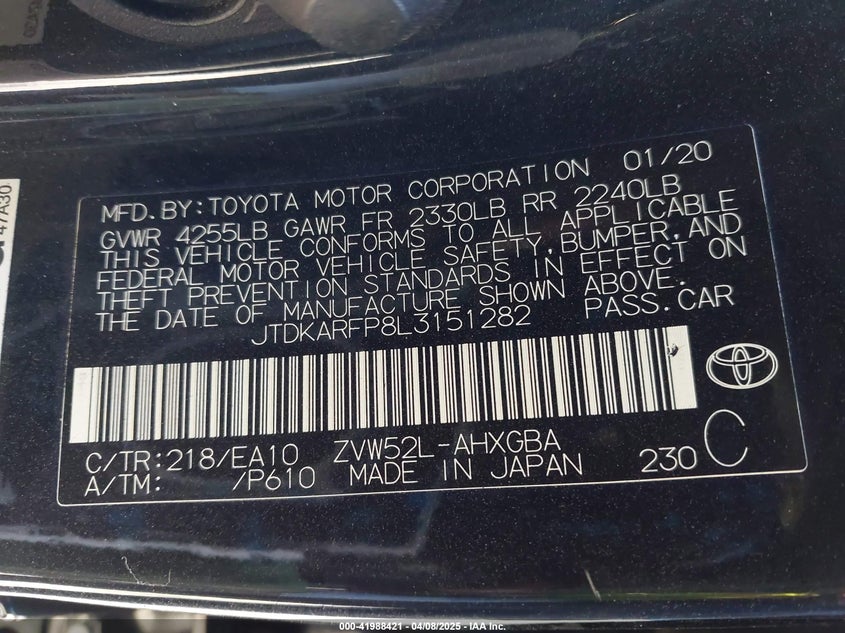 47A30
MFD.BY:TOYOTA MOTOR CORPORATION 01/20
GVWR 4255LB GAWR FR 2330LB RR 2240LB
THIS VEHICLE CONFORMS TO ALL APPLICABLE
FEDERAL MOTOR VEHICLE SAFETY,BUMPER,AND
THEFT PREVENTION STANDARDS IN EFFECT ON
THE DATE OF MANUFACTURE SHOWN ABOVE.
JTDKARFP8L3151282 PASS.CAR
C/TR:218/EA10 ZVW52L-AHXGBA
A/TM: /P610 MADE IN JAPAN 230 C
000-41988421 - 04/08/2025 - IAA Inc.